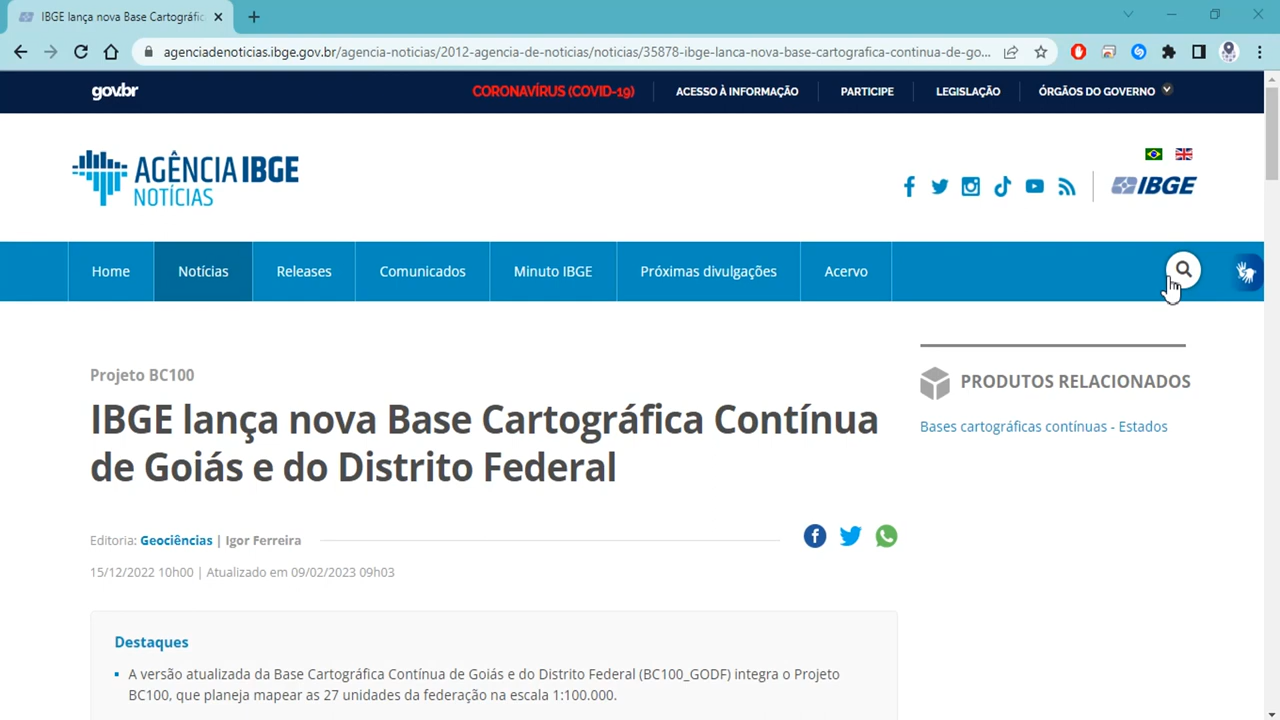 IBGE lança nova Base Cartográfic
agenciadenoticias.ibge.gov.br/agencia-noticias/2012-agencia-de-noticias/noticias/35878-ibge-lanca-nova-base-cartografica-continua-de-go...
gov.br
CORONAVÍRUS (COVID-19)
ACESSO À INFORMAÇÃO
PARTICIPE
LEGISLAÇÃO
ÓRGÃOS DO GOVERNO
AGÊNCIA IBGE
NOTÍCIAS
IBGE
Home
Notícias
Releases
Comunicados
Minuto IBGE
Próximas divulgações
Acervo
Projeto BC100
IBGE lança nova Base Cartográfica Contínua
de Goiás e do Distrito Federal
Editoria: Geociências | Igor Ferreira
15/12/2022 10h00 | Atualizado em 09/02/2023 09h03
Destaques
A versão atualizada da Base Cartográfica Contínua de Goiás e do Distrito Federal (BC100_GODF) integra o Projeto
BC100, que planeja mapear as 27 unidades da federação na escala 1:100.000.
PRODUTOS RELACIONADOS
Bases cartográficas contínuas - Estados